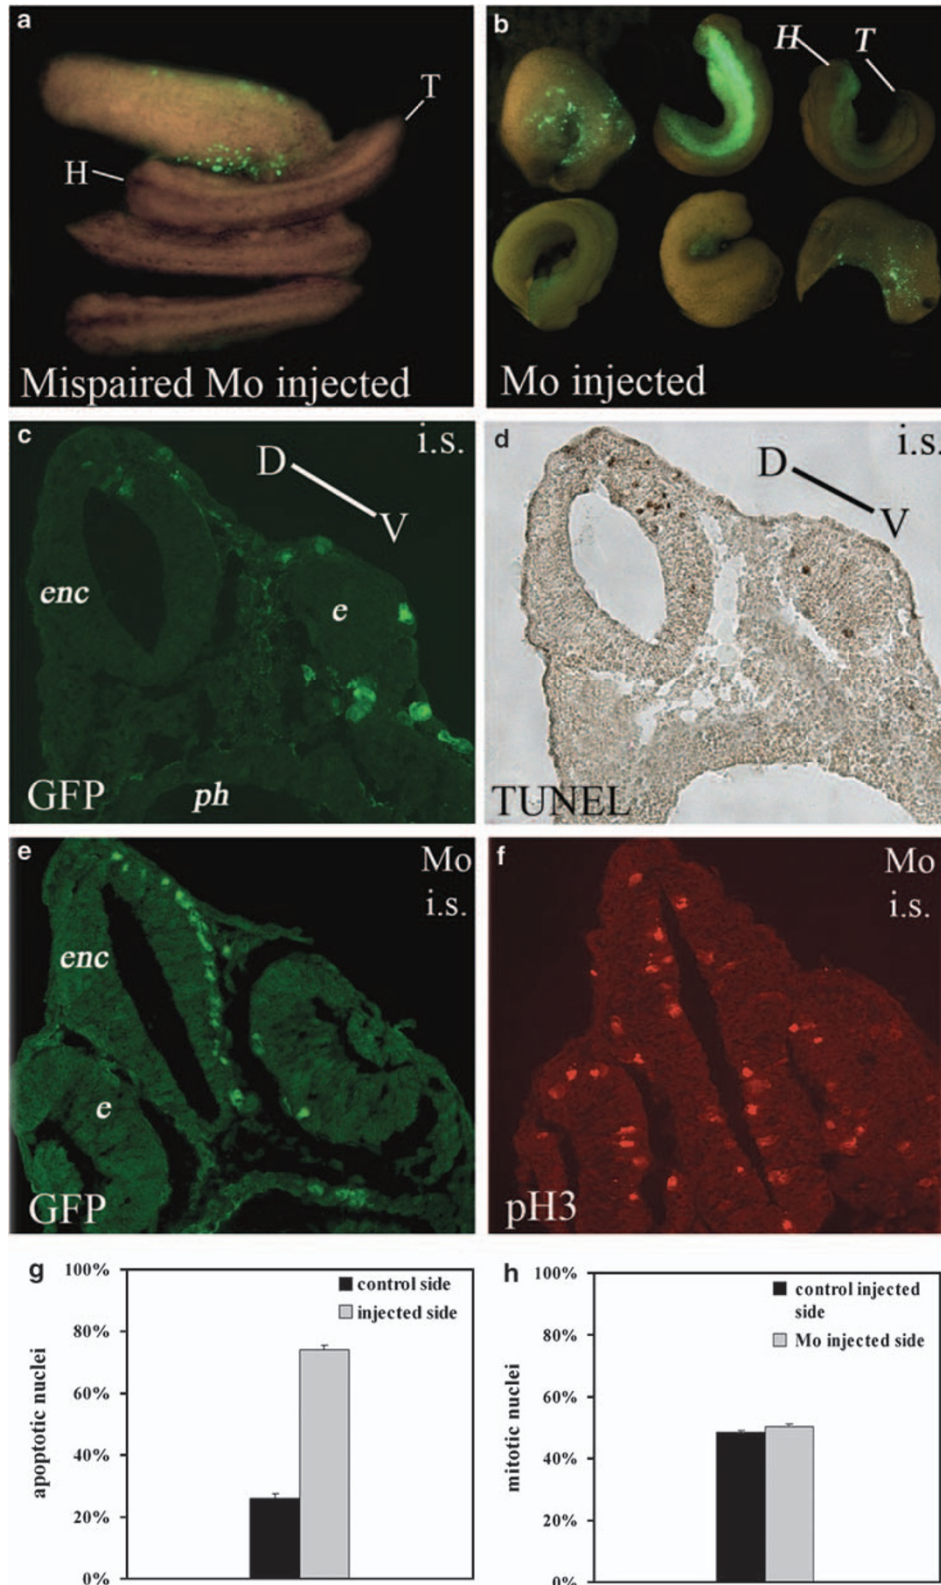 a
T
H
Mispaired Mo injected
b
H
T
Mo injected
c
i.s.
D
V
enc
e
GFP
ph
d
i.s.
D
V
TUNEL
e
Mo
i.s.
enc
e
GFP
f
Mo
i.s.
pH3
g
100%
80%
60%
40%
20%
0%
apoptotic nuclei
control side
injected side
h
100%
80%
60%
40%
20%
0%
mitotic nuclei
control injected
side
Mo injected side